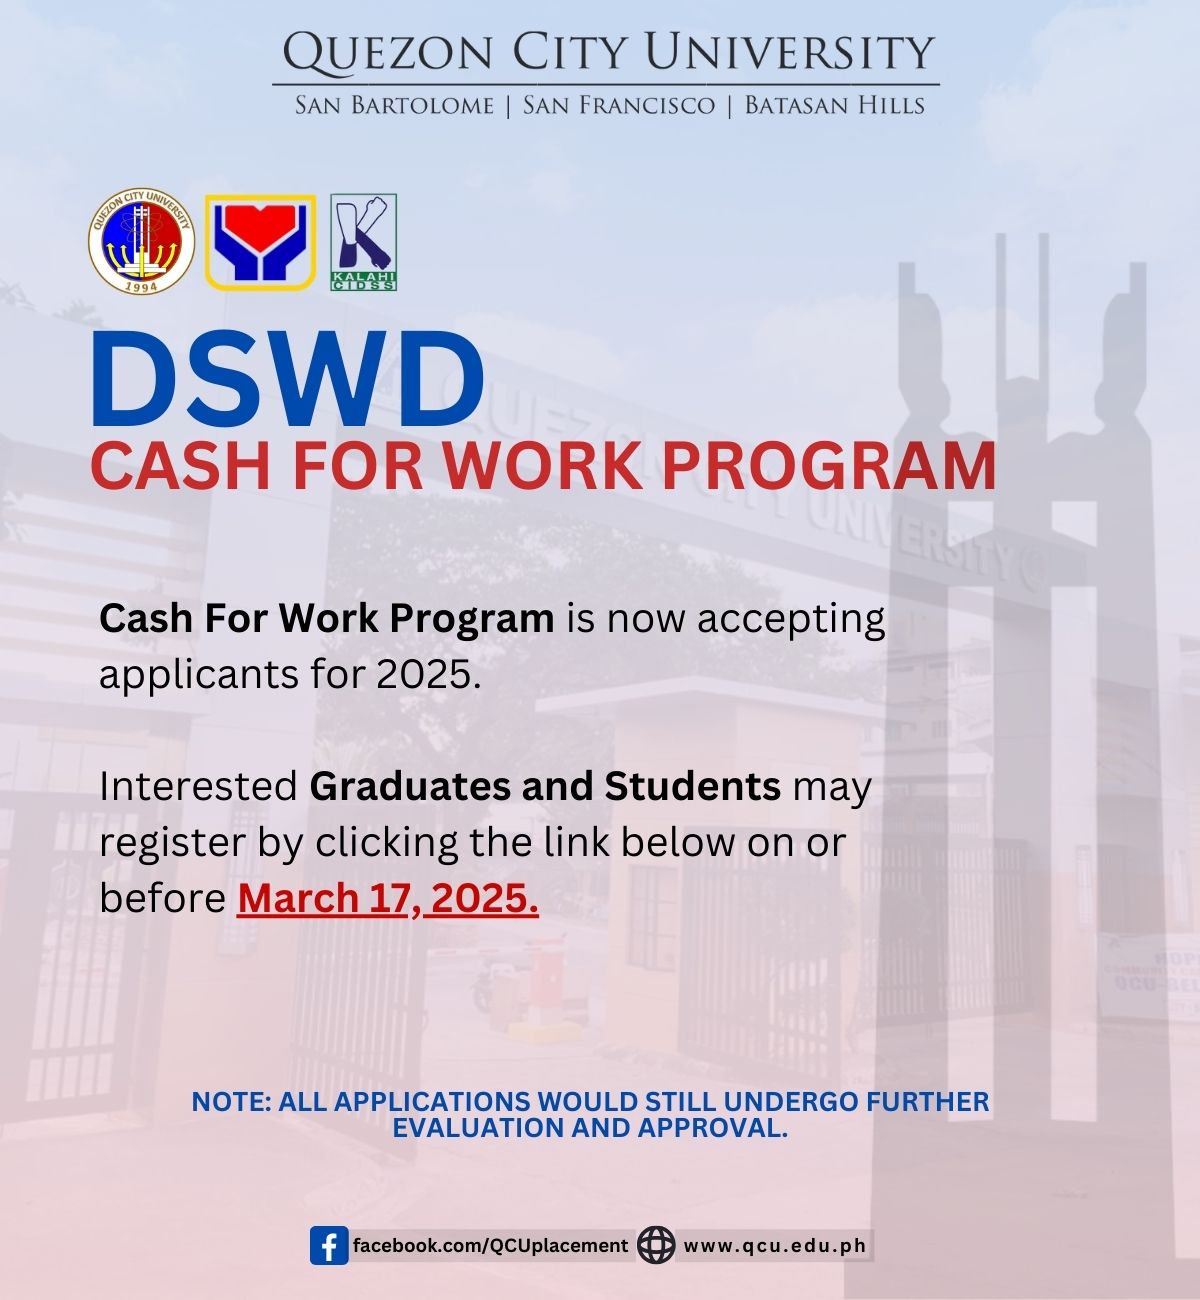 QUEZON CITY UNIVERSITY
SAN BARTOLOME | SAN FRANCISCO | BATASAN HILLS
QUEZON CITY UNIVERSITY
1994
KALAHI
CIDSS
DSWD
CASH FOR WORK PROGRAM
QUEZON CITY UNIVERSITY
Cash For Work Program is now accepting
applicants for 2025.
Interested Graduates and Students may
register by clicking the link below on or
before March 17, 2025.
NOTE: ALL APPLICATIONS WOULD STILL UNDERGO FURTHER
EVALUATION AND APPROVAL.
facebook.com/QCUplacement www.qcu.edu.ph